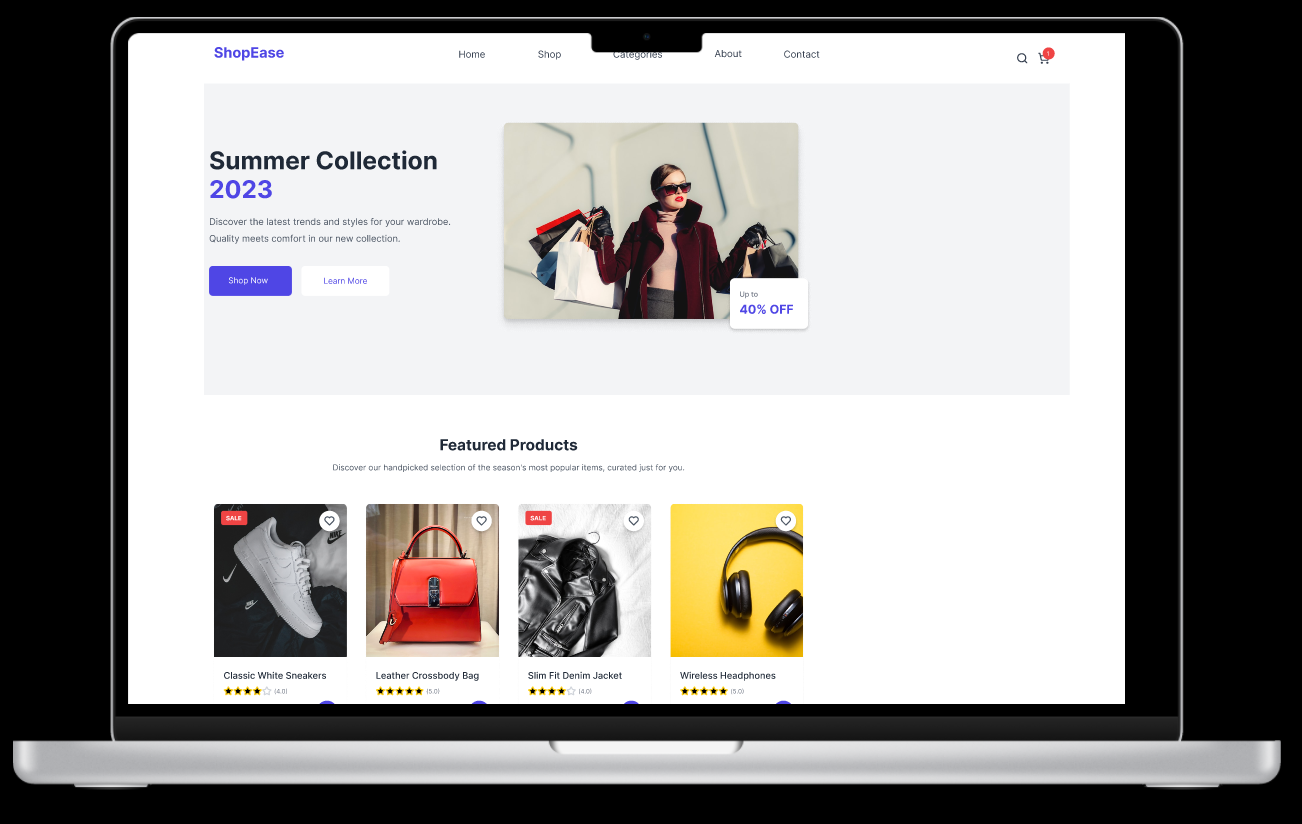 ShopEase
Home Shop Categories About Contact
1
Summer Collection
2023
Discover the latest trends and styles for your wardrobe.
Quality meets comfort in our new collection.
Shop Now Learn More
Up to
40% OFF
Featured Products
Discover our handpicked selection of the season's most popular items, curated just for you.
SALE
NIKE
SALE
Classic White Sneakers
(4.0)
Leather Crossbody Bag
(5.0)
Slim Fit Denim Jacket
(4.0)
Wireless Headphones
(5.0)